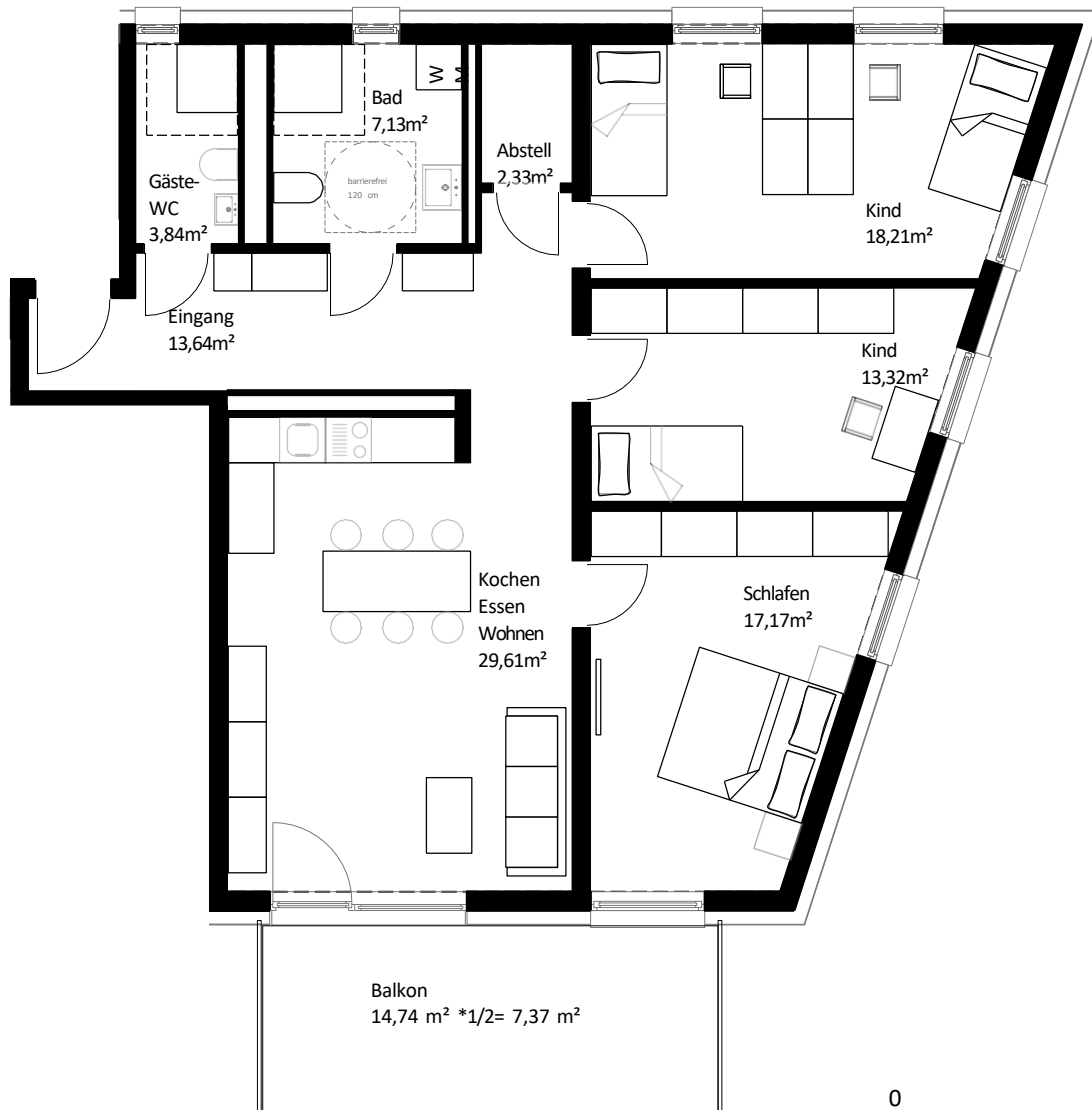 W
M
Bad
7,13m²
Abstell
2,33m²
Gäste-
WC
3,84m²
barrierefrei
120 cm
Kind
18,21m²
Eingang
13,64m²
Kind
13,32m²
Kochen
Essen
Wohnen
29,61m²
Schlafen
17,17m²
Balkon
14,74 m² *1/2= 7,37 m²
0